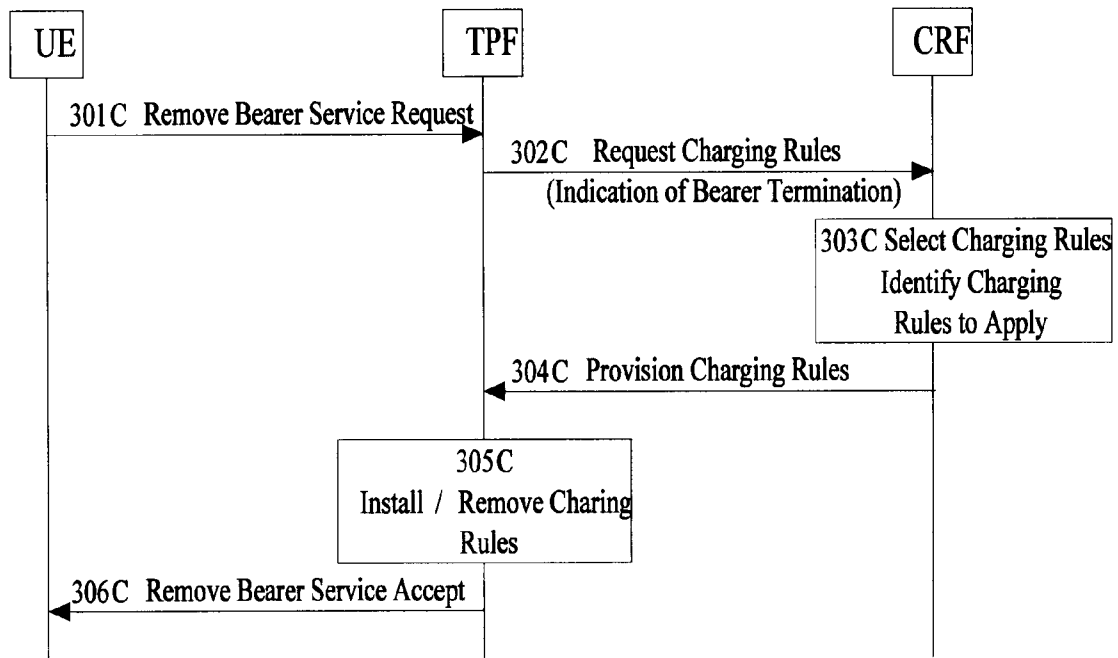 UE
TPF
CRF
301C Remove Bearer Service Request
302C Request Charging Rules
(Indication of Bearer Termination)
303C Select Charging Rules
Identify Charging
Rules to Apply
304C Provision Charging Rules
305C
Install / Remove Charing
Rules
306C Remove Bearer Service Accept